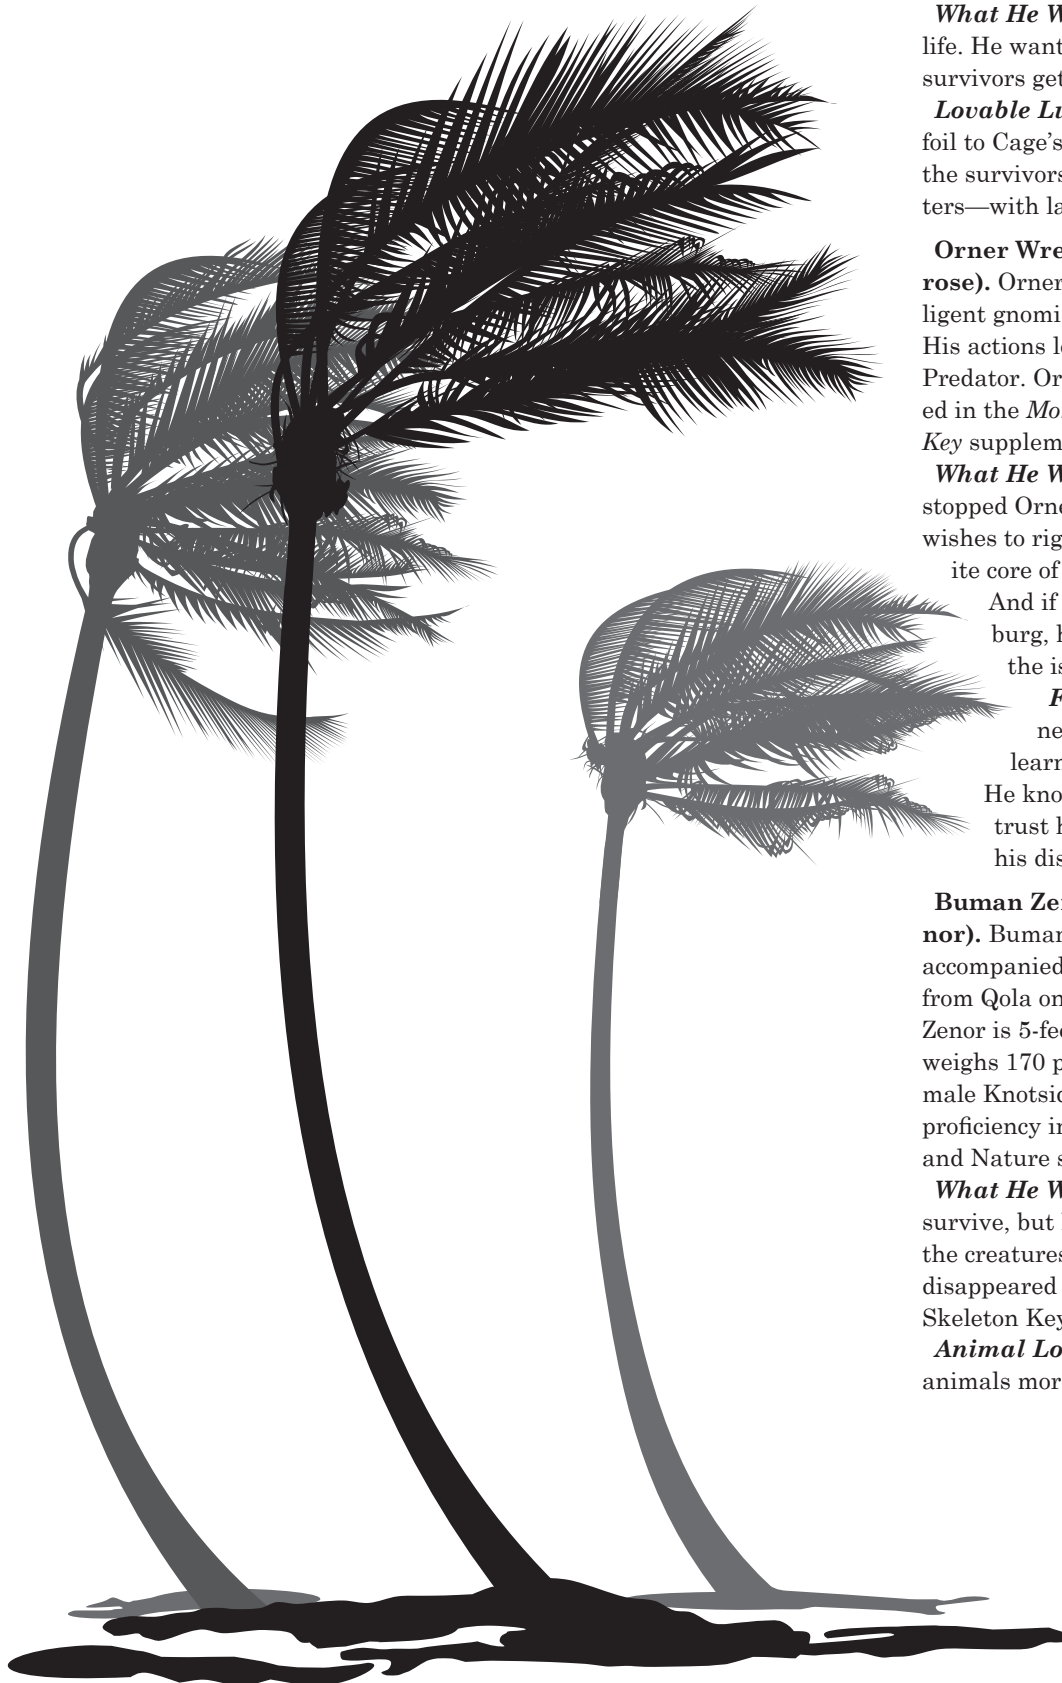 What He W
life. He want
survivors get
Lovable Lu
foil to Cage's
the survivors
ters—with la
Orner Wre
rose). Orner
ligent gnomi
His actions l
Predator. Or
ed in the Mo
Key supplem
What He W
stopped Orne
wishes to rig
ite core of
And if
burg, h
the is
F
ne
learn
He kno
trust h
his dis
Buman Ze
nor). Buman
accompanied
from Qola on
Zenor is 5-fee
weighs 170 p
male Knotsi
proficiency in
and Nature s
What He W
survive, but
the creatures
disappeared
Skeleton Key
Animal Lo
animals mor